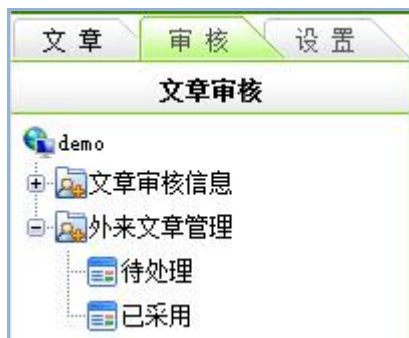 文章 审核 设置
文章审核
demo
文章审核信息
外来文章管理
待处理
已采用